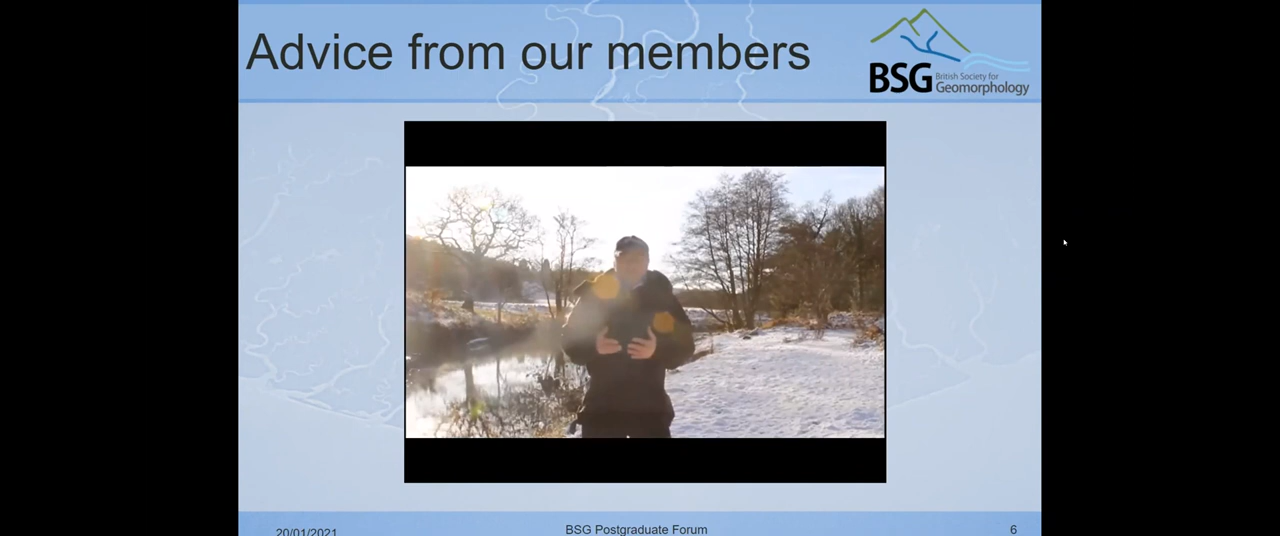 Advice from our members
BSG British Society for
Geomorphology
20/01/2021
BSG Postgraduate Forum
6